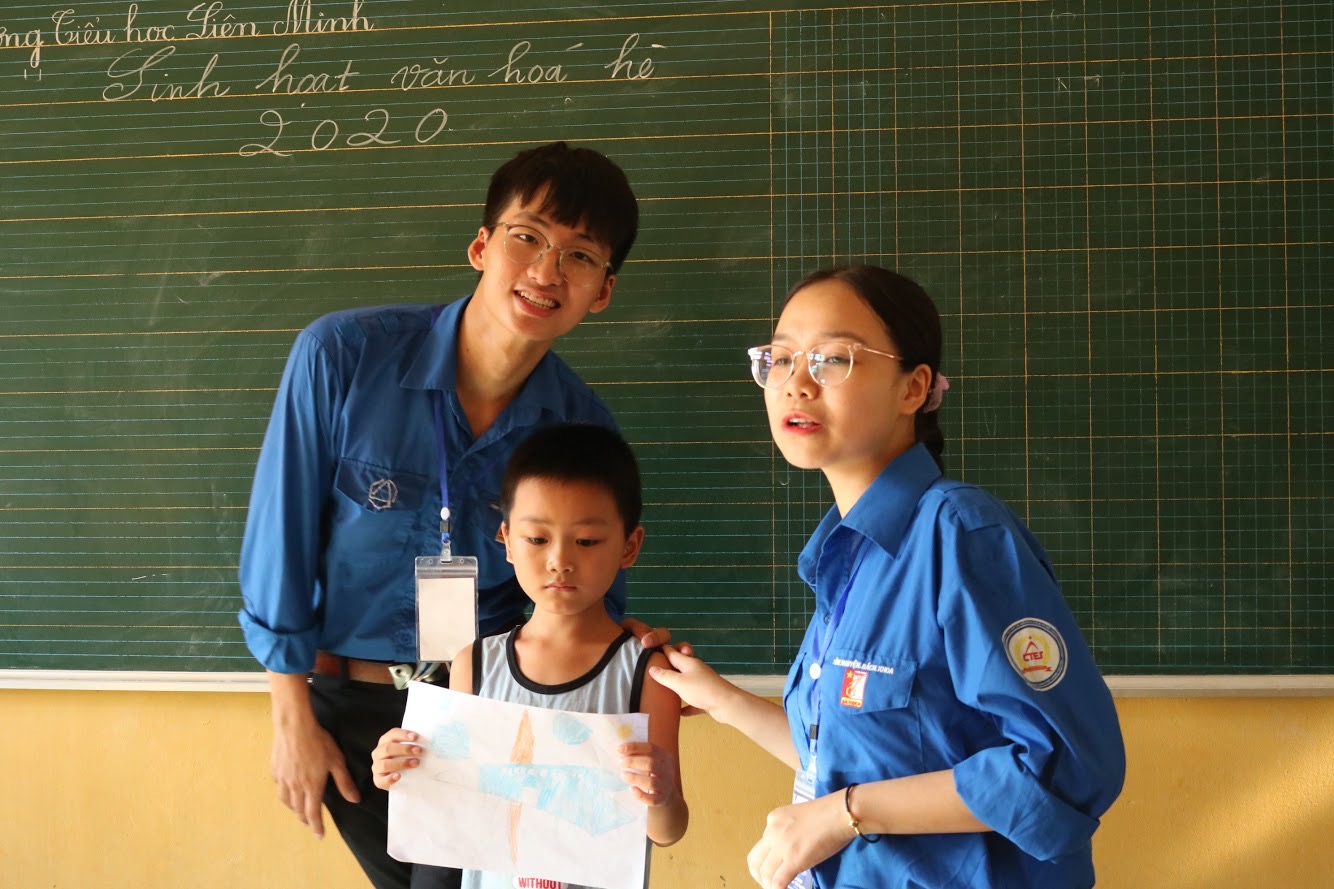 Tiểu học Liên Minh
Sinh hoạt văn hoá hè
2020
CTES
WITHOUT